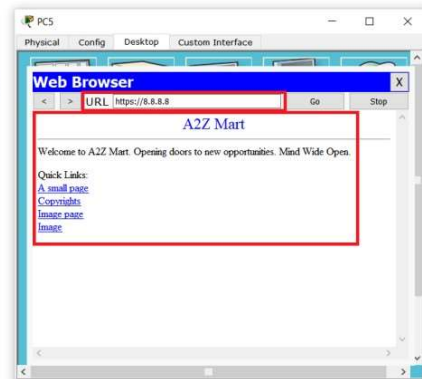 PC5
Physical Config Desktop Custom Interface
Web Browser X
< > URL https://8.8.8.8 Go Stop
A2Z Mart
Welcome to A2Z Mart. Opening doors to new opportunities. Mind Wide Open.
Quick Links:
A small page
Copyrights
Image page
Image